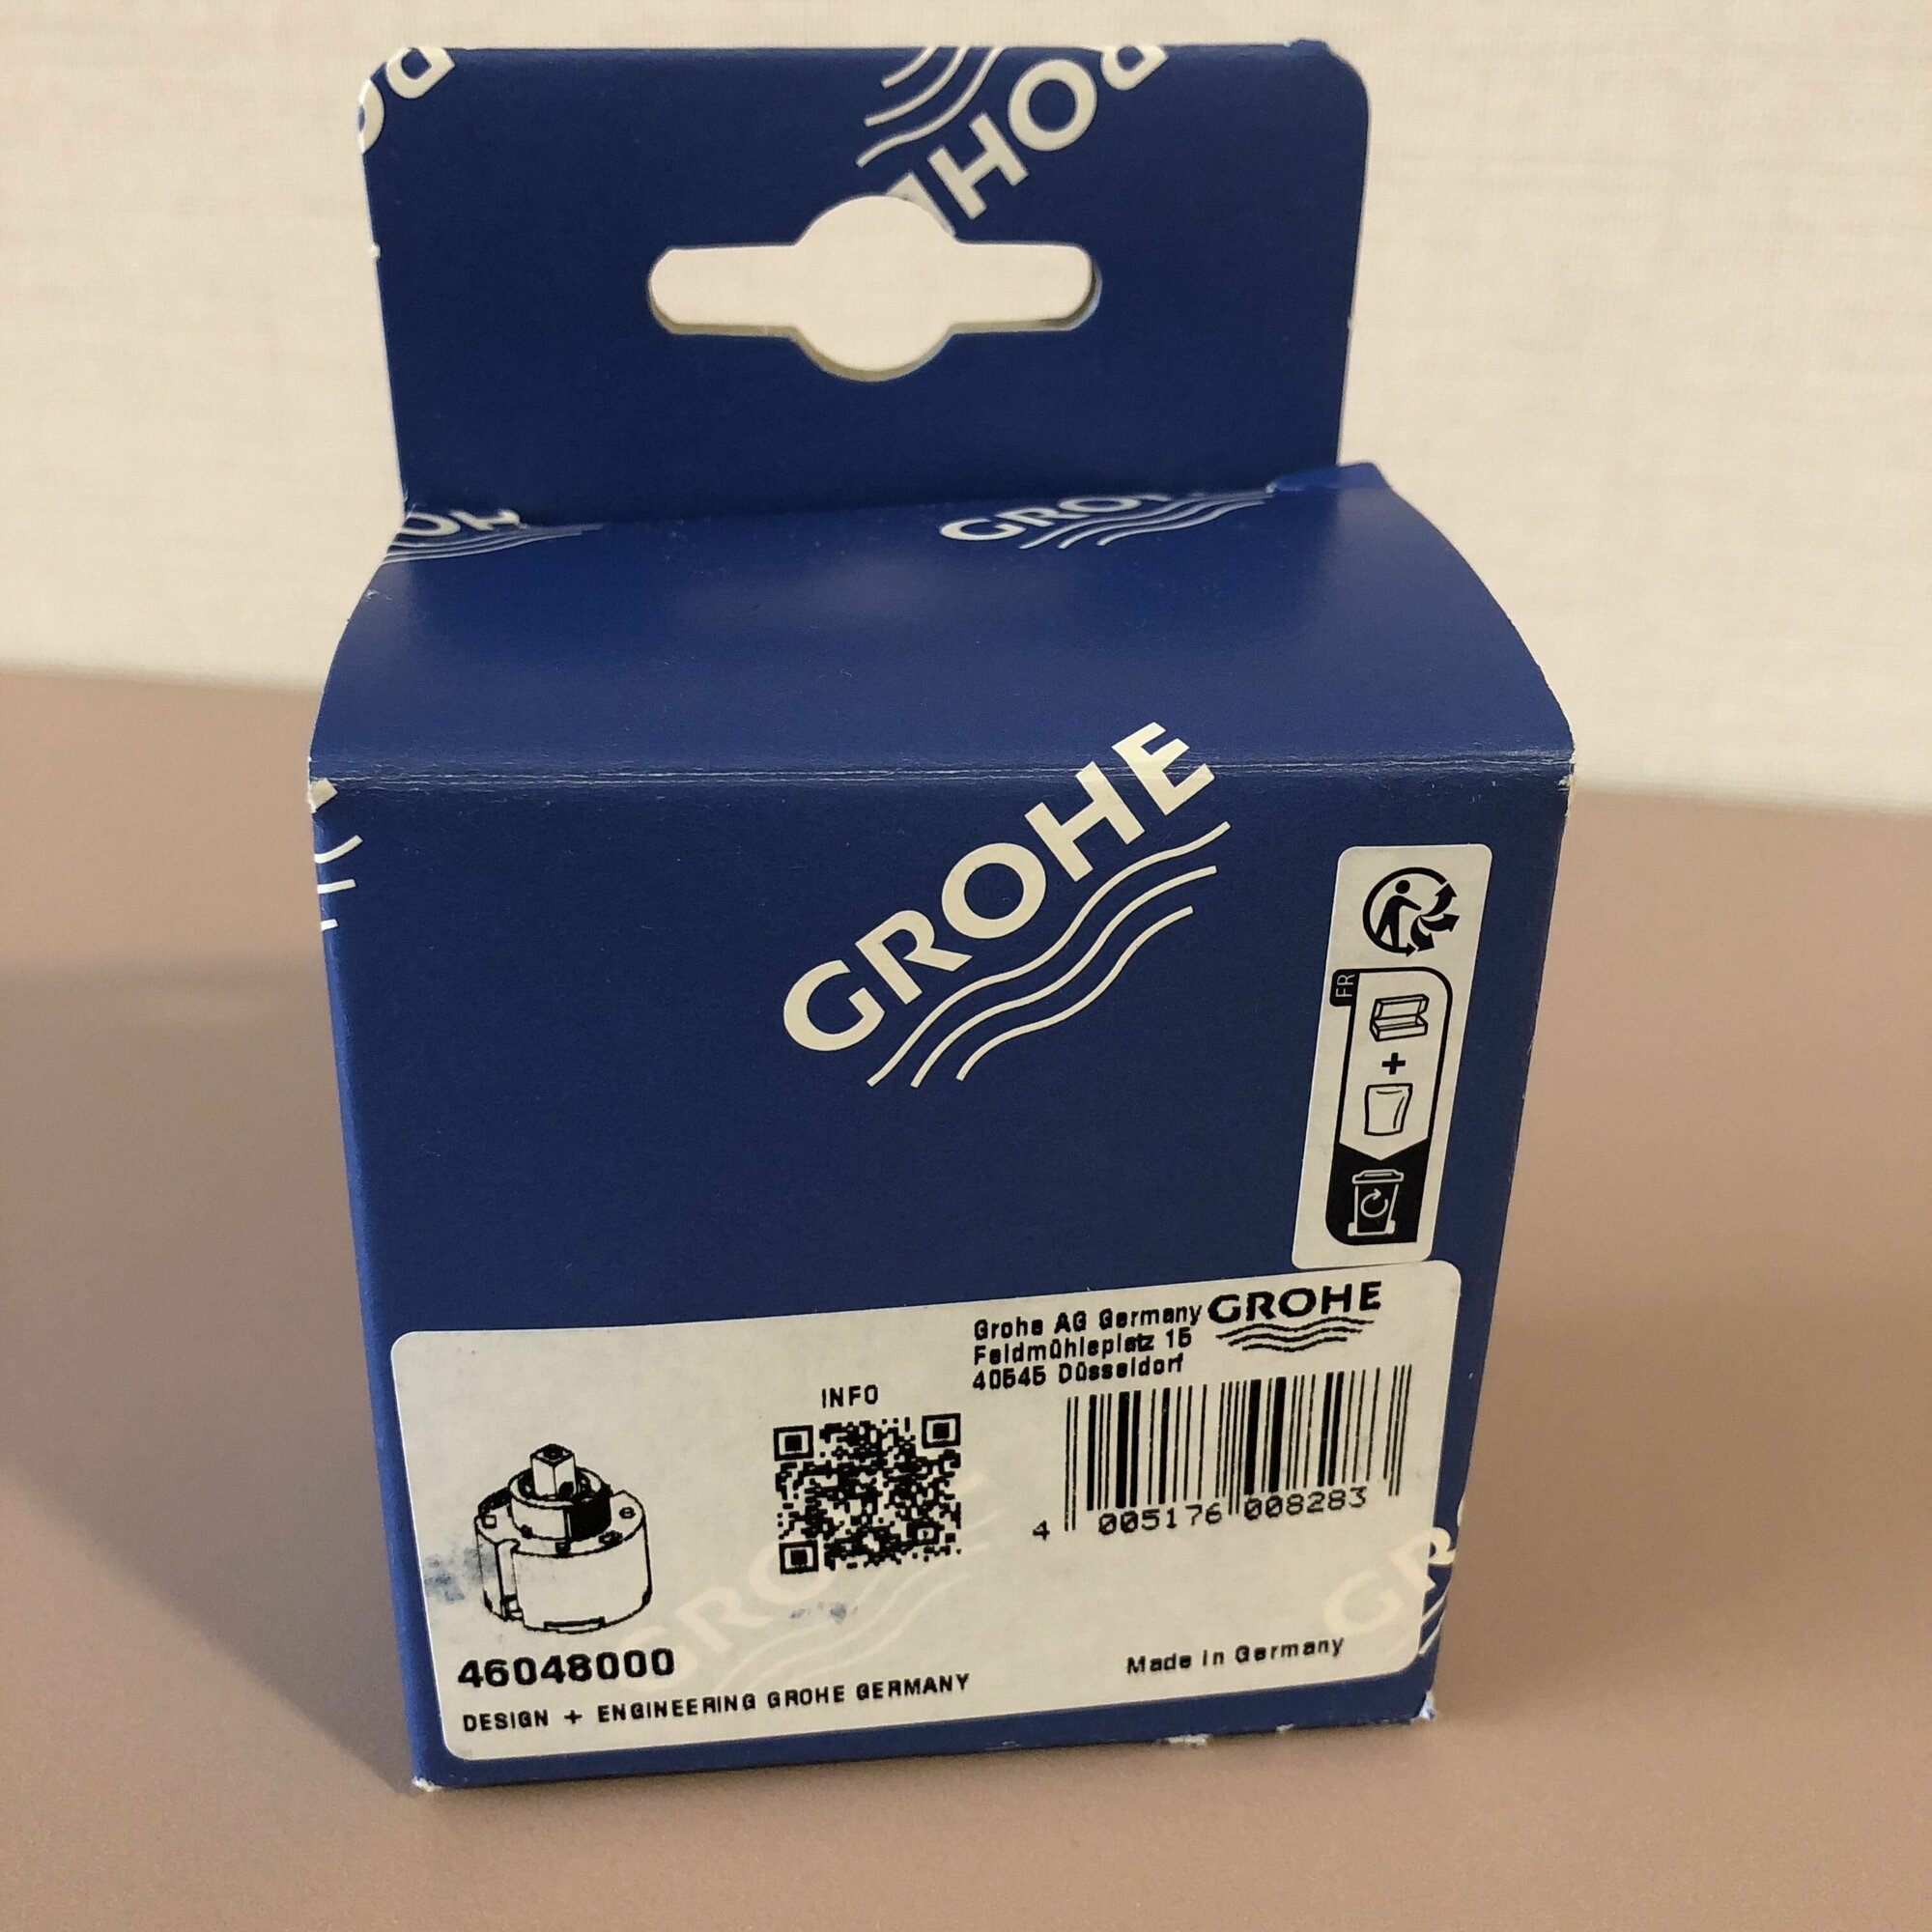 GROHE
GROHE
FR
Grohe AG Germany GROHE
Feldmühleplatz 15
40545 Düsseldorf
INFO
4 005176 008283
46048000
Made in Germany
DESIGN + ENGINEERING GROHE GERMANY